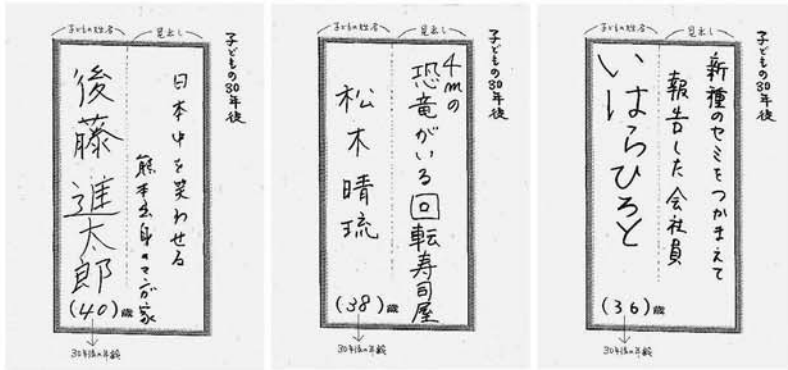 子どもの30年後
見出し
子どもの姓名
日本中を笑わせる
熊本出身のマンガ家
後藤進太郎
(40)歳
30年後の年齢
子どもの30年後
見出し
子どもの姓名
4mの
恐竜がいる回転寿司屋
松木晴琉
(38)歳
30年後の年齢
子どもの30年後
見出し
子どもの姓名
新種のセミをつかまえて
報告した会社員
いはらひろと
(36)歳
30年後の年齢